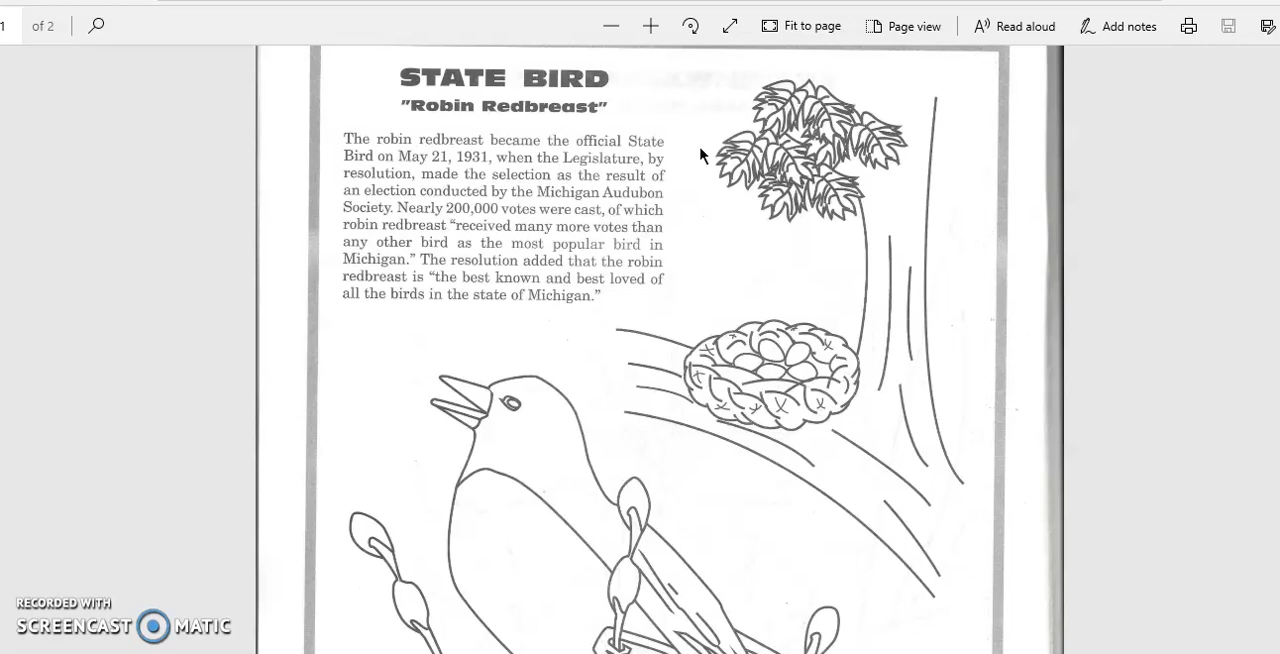 1 of 2 Fit to page Page view Read aloud Add notes
STATE BIRD
"Robin Redbreast"
The robin redbreast became the official State
Bird on May 21, 1931, when the Legislature, by
resolution, made the selection as the result of
an election conducted by the Michigan Audubon
Society. Nearly 200,000 votes were cast, of which
robin redbreast “received many more votes than
any other bird as the most popular bird in
Michigan.” The resolution added that the robin
redbreast is “the best known and best loved of
all the birds in the state of Michigan.”
RECORDED WITH
SCREENCAST MATIC